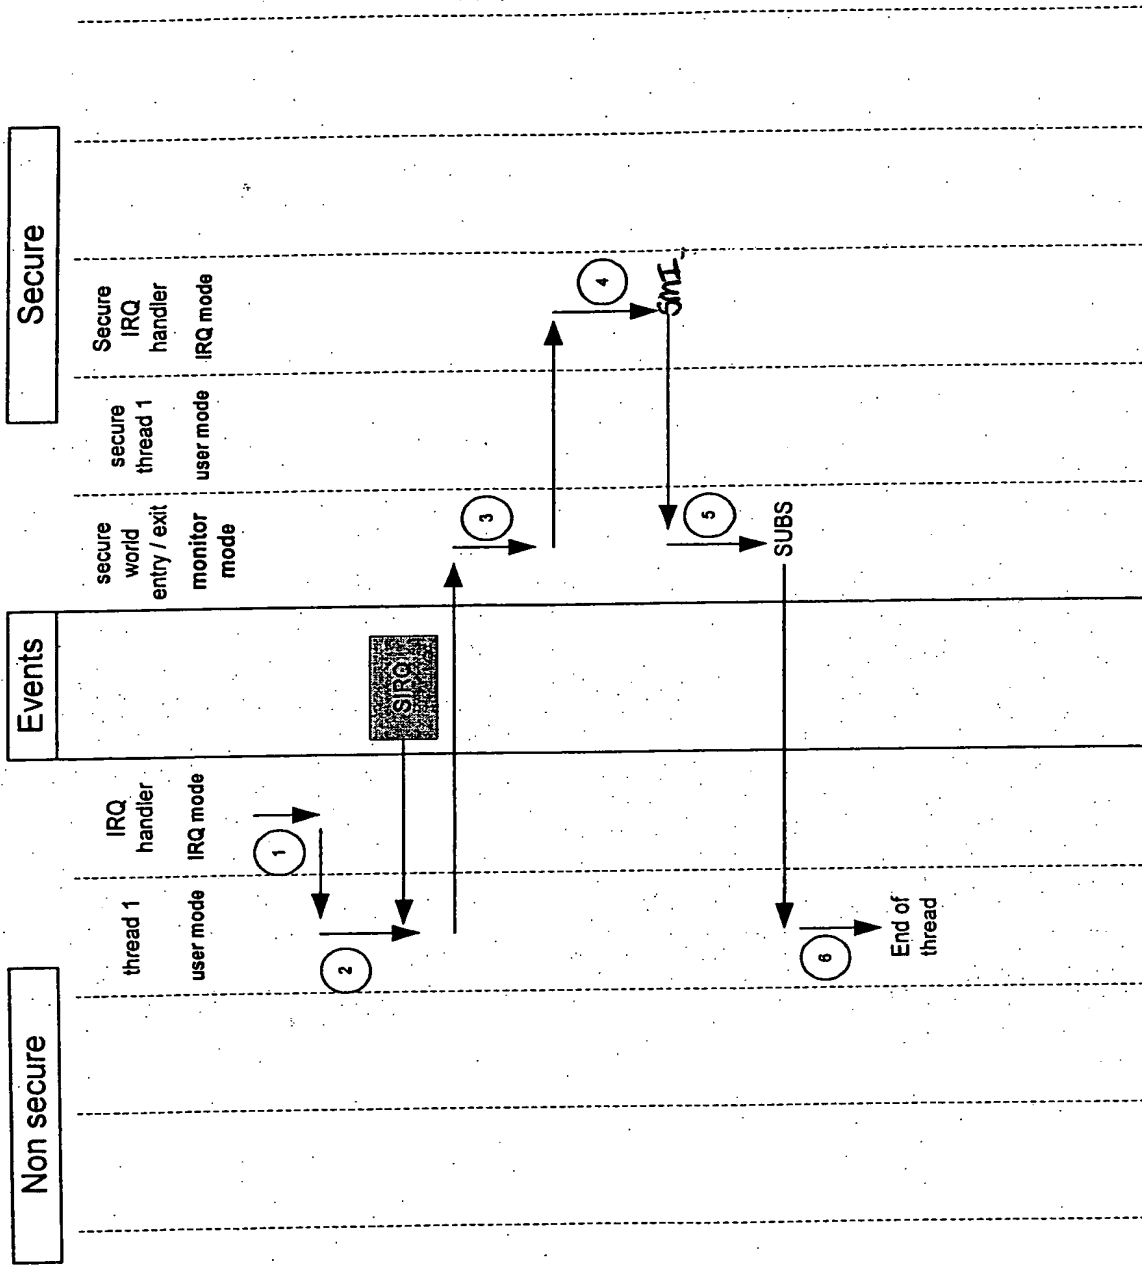 Non secure
Events
Secure
thread 1
user mode
IRQ
handler
IRQ mode
secure
world
entry / exit
monitor
mode
secure
thread 1
user mode
Secure
IRQ
handler
IRQ mode
1
2
SIRQ
3
4
SMI
5
SUBS
6
End of
thread